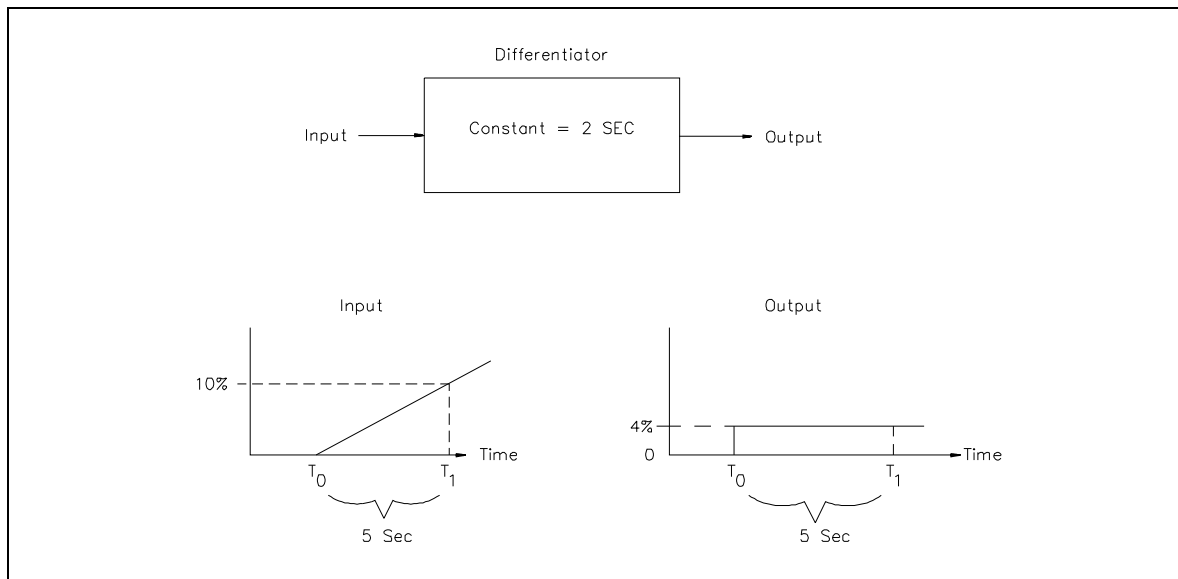 Differentiator
Input
Constant = 2 SEC
Output
Input
10%
Time
T0
T1
5 Sec
Output
4%
0
Time
T0
T1
5 Sec